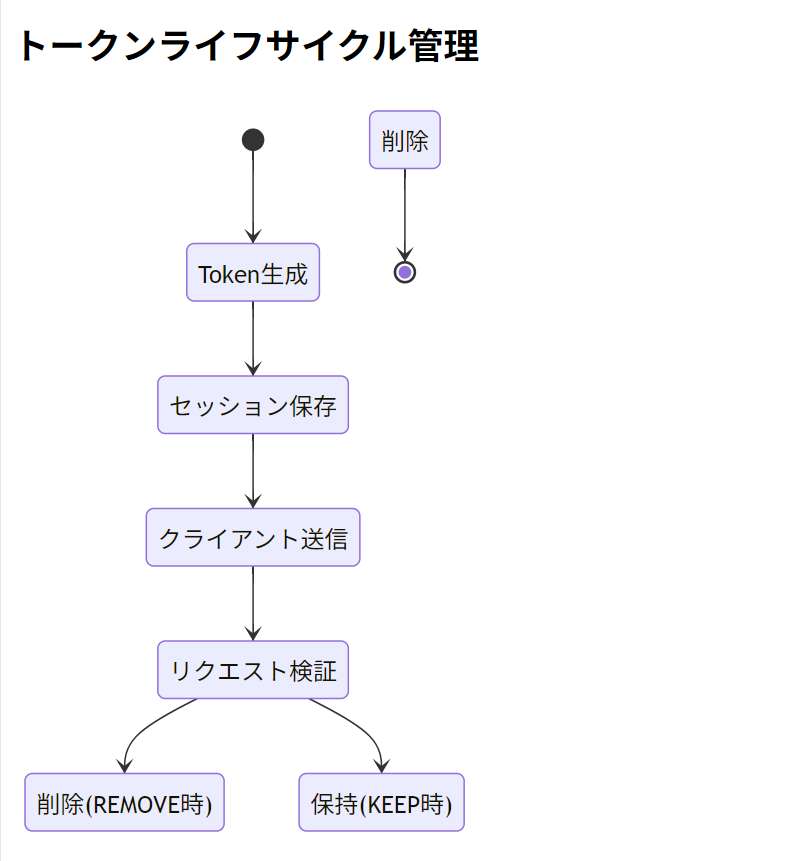 トークンライフサイクル管理
削除
Token生成
セッション保存
クライアント送信
リクエスト検証
削除(REMOVE時)
保持(KEEP時)